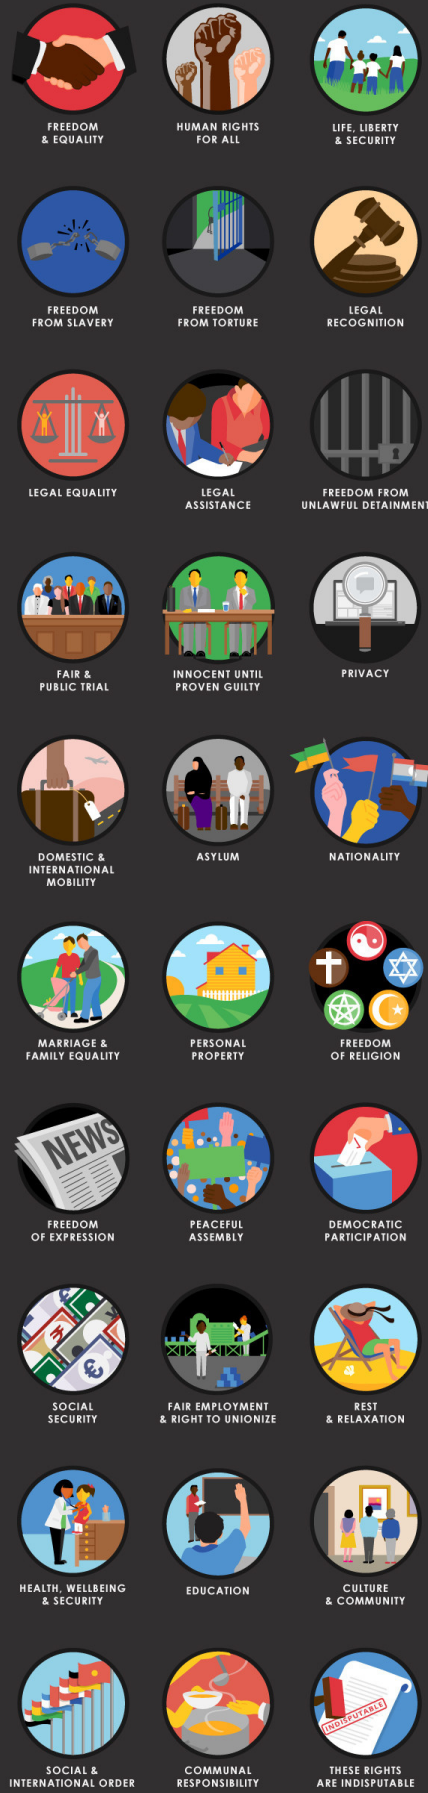 FREEDOM
& EQUALITY
HUMAN RIGHTS
FOR ALL
LIFE, LIBERTY
& SECURITY
FREEDOM
FROM SLAVERY
FREEDOM
FROM TORTURE
LEGAL
RECOGNITION
LEGAL EQUALITY
LEGAL
ASSISTANCE
FREEDOM FROM
UNLAWFUL DETAINMENT
FAIR &
PUBLIC TRIAL
INNOCENT UNTIL
PROVEN GUILTY
PRIVACY
DOMESTIC &
INTERNATIONAL
MOBILITY
ASYLUM
NATIONALITY
MARRIAGE &
FAMILY EQUALITY
PERSONAL
PROPERTY
FREEDOM
OF RELIGION
NEWS
FREEDOM
OF EXPRESSION
PEACEFUL
ASSEMBLY
DEMOCRATIC
PARTICIPATION
SOCIAL
SECURITY
FAIR EMPLOYMENT
& RIGHT TO UNIONIZE
REST
& RELAXATION
HEALTH, WELLBEING
& SECURITY
EDUCATION
CULTURE
& COMMUNITY
SOCIAL &
INTERNATIONAL ORDER
COMMUNAL
RESPONSIBILITY
INDISPUTABLE
THESE RIGHTS
ARE INDISPUTABLE